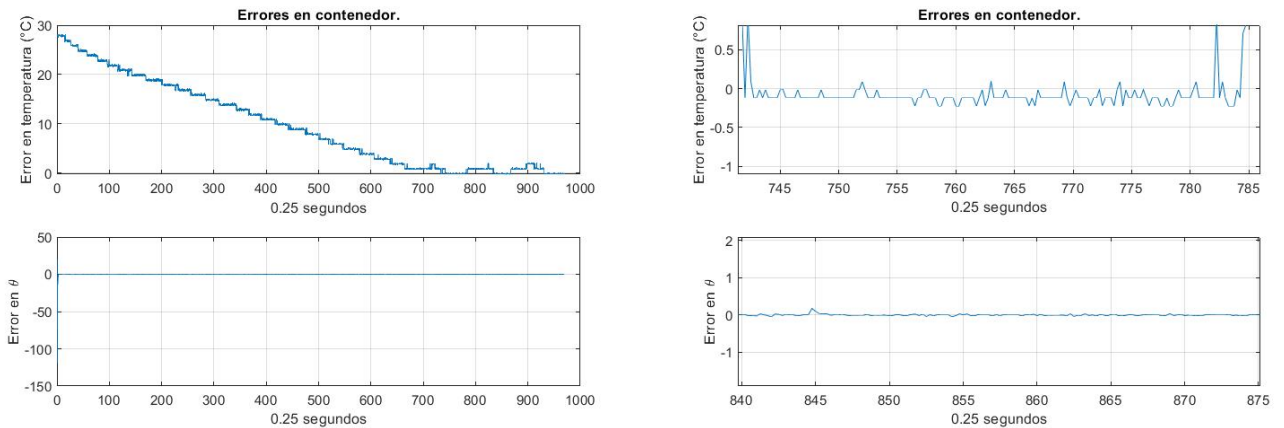 Errores en contenedor.
Error en temperatura (°C)
30
20
10
0
0 100 200 300 400 500 600 700 800 900 1000
0.25 segundos
Errores en contenedor.
Error en temperatura (°C)
0.5
0
-0.5
-1
745 750 755 760 765 770 775 780 785
0.25 segundos
Error en θ
50
0
-50
-100
-150
0 100 200 300 400 500 600 700 800 900 1000
0.25 segundos
Error en θ
2
1
0
-1
840 845 850 855 860 865 870 875
0.25 segundos